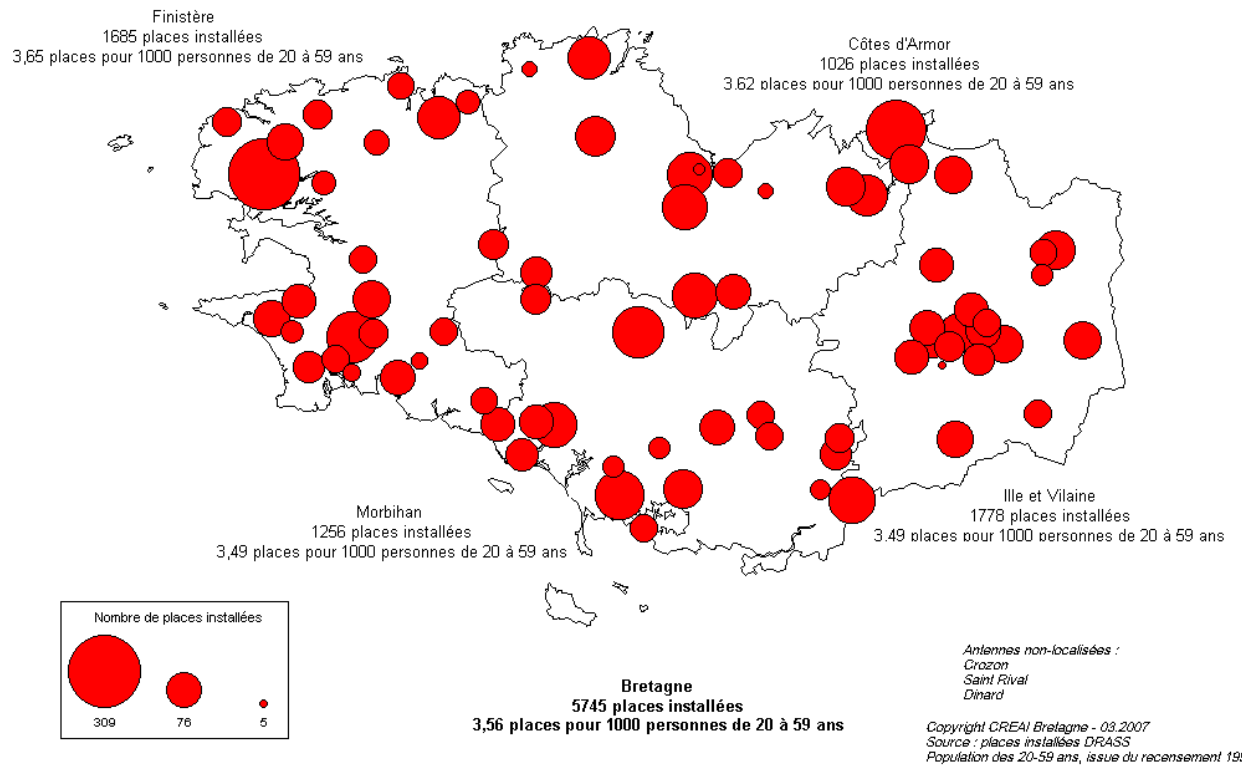 Finistère
1685 places installées
3,65 places pour 1000 personnes de 20 à 59 ans
Côtes d'Armor
1026 places installées
3.62 places pour 1000 personnes de 20 à 59 ans
Morbihan
1256 places installées
3,49 places pour 1000 personnes de 20 à 59 ans
Ille et Vilaine
1778 places installées
3.49 places pour 1000 personnes de 20 à 59 ans
Nombre de places installées
309 76 5
Bretagne
5745 places installées
3,56 places pour 1000 personnes de 20 à 59 ans
Antennes non-localisées :
Crozon
Saint Rival
Dinard
Copyright CREAI Bretagne - 03.2007
Source : places installées DRASS
Population des 20-59 ans, issue du recensement